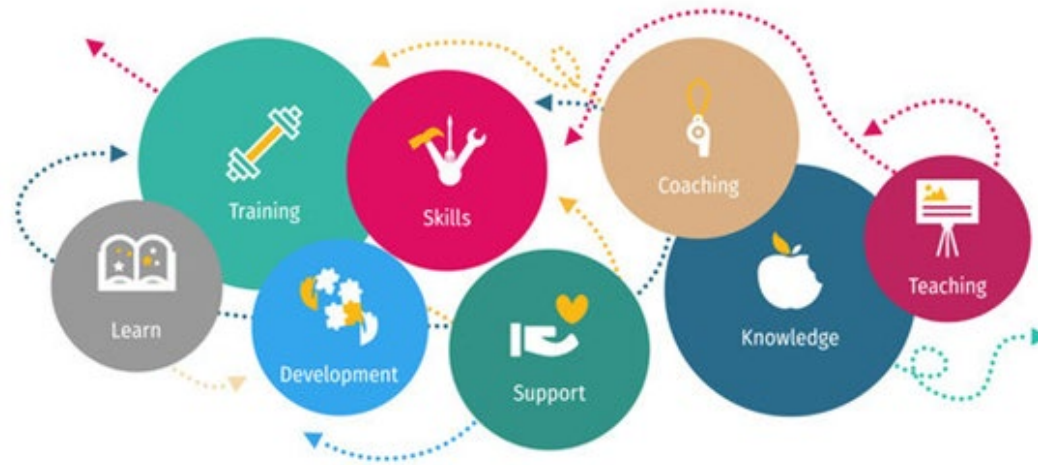 Training
Skills
Coaching
Learn
Development
Support
Knowledge
Teaching